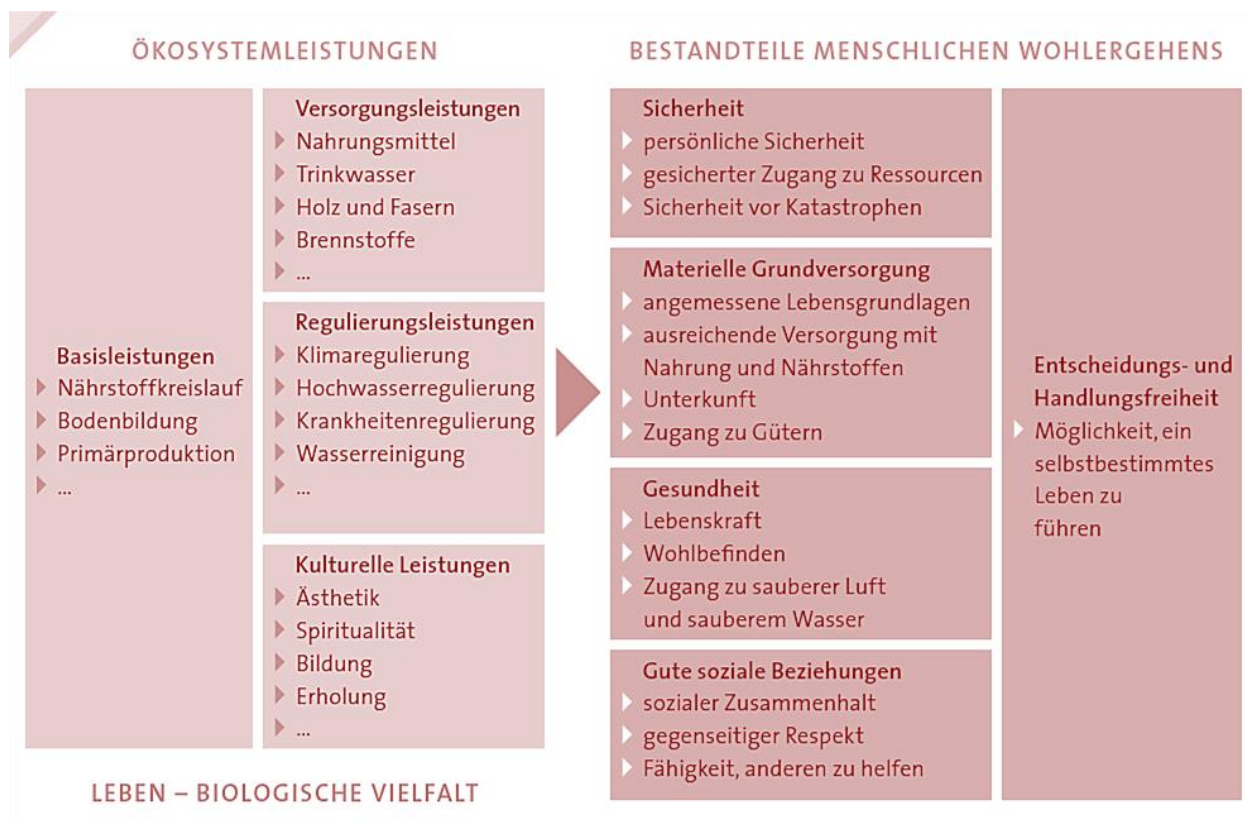 ÖKOSYSTEMLEISTUNGEN
Basisleistungen
Nährstoffkreislauf
Bodenbildung
Primärproduktion
...
Versorgungsleistungen
Nahrungsmittel
Trinkwasser
Holz und Fasern
Brennstoffe
...
Regulierungsleistungen
Klimaregulierung
Hochwasserregulierung
Krankheitenregulierung
Wasserreinigung
...
Kulturelle Leistungen
Ästhetik
Spiritualität
Bildung
Erholung
...
LEBEN – BIOLOGISCHE VIELFALT
BESTANDTEILE MENSCHLICHEN WOHLERGEHENS
Sicherheit
persönliche Sicherheit
gesicherter Zugang zu Ressourcen
Sicherheit vor Katastrophen
Materielle Grundversorgung
angemessene Lebensgrundlagen
ausreichende Versorgung mit
Nahrung und Nährstoffen
Unterkunft
Zugang zu Gütern
Gesundheit
Lebenskraft
Wohlbefinden
Zugang zu sauberer Luft
und sauberem Wasser
Gute soziale Beziehungen
sozialer Zusammenhalt
gegenseitiger Respekt
Fähigkeit, anderen zu helfen
Entscheidungs- und
Handlungsfreiheit
Möglichkeit, ein
selbstbestimmtes
Leben zu
führen